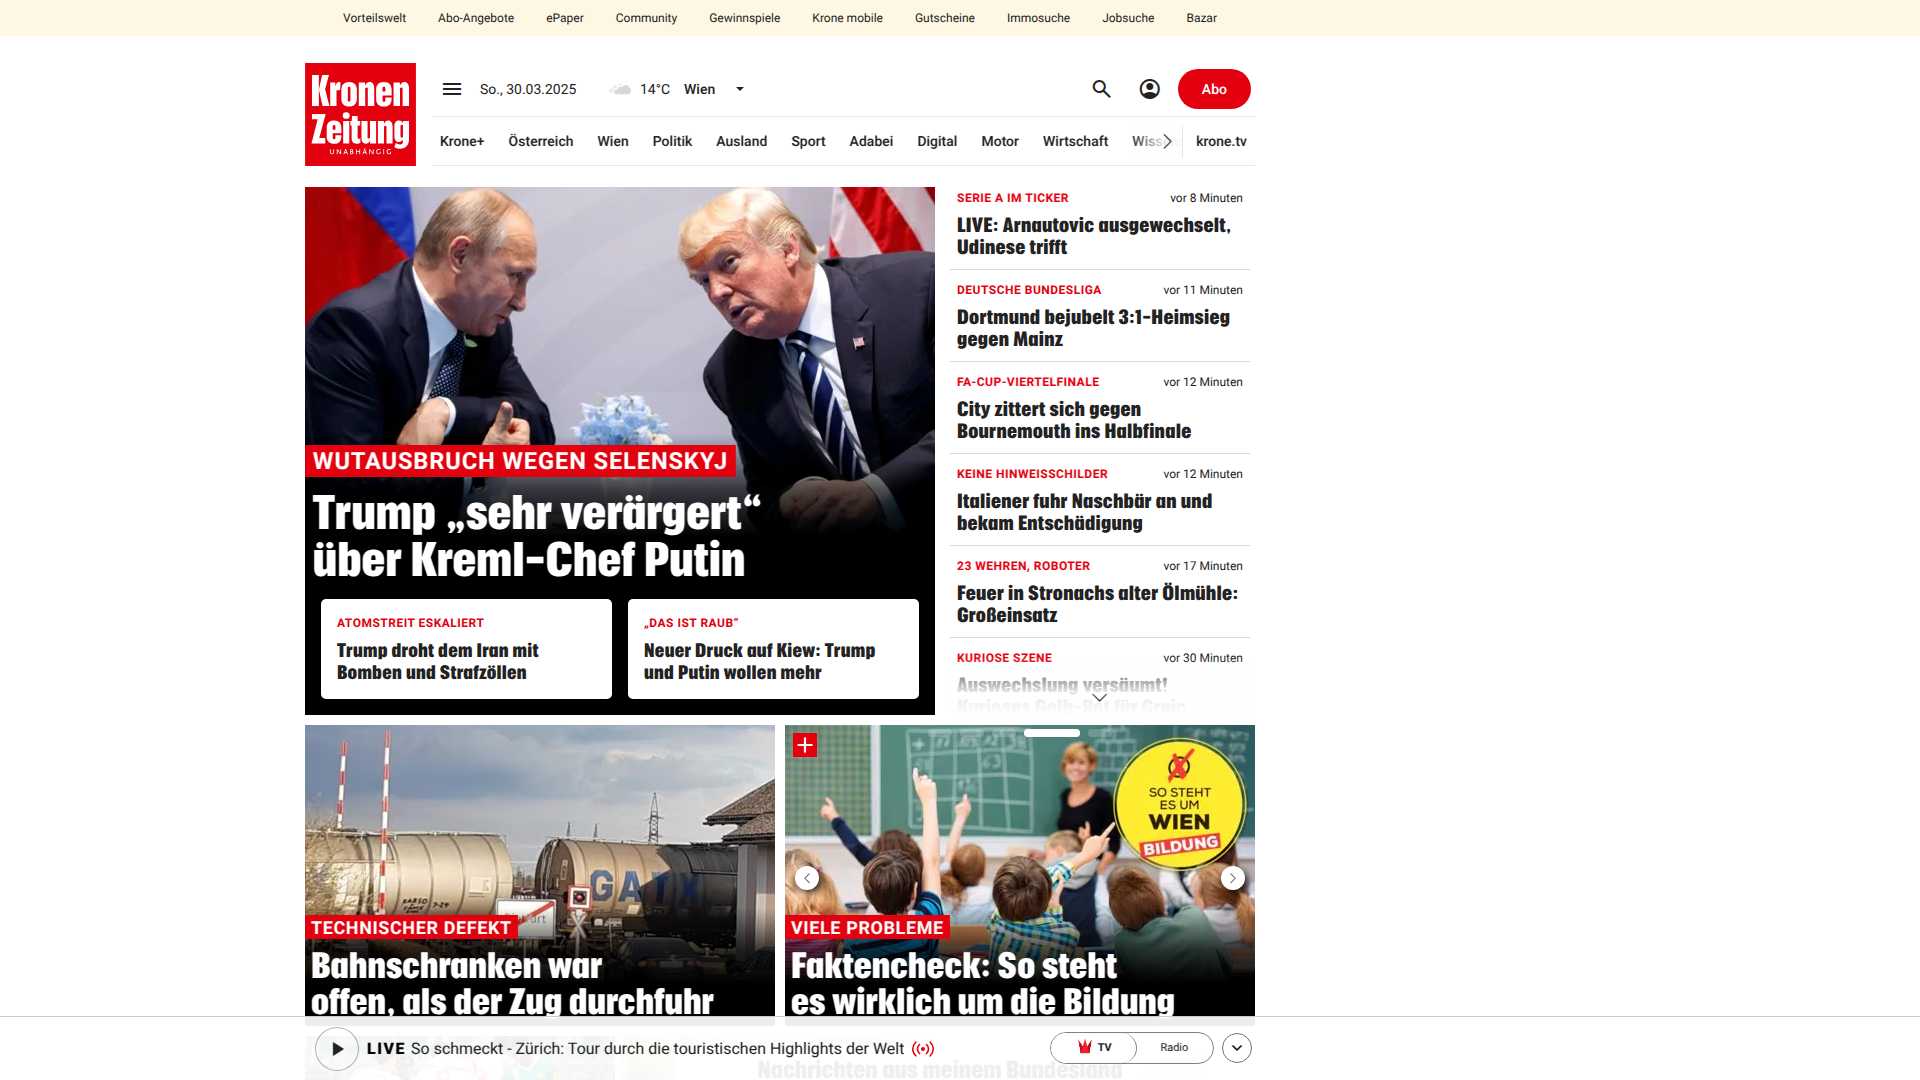 Vorteilswelt Abo-Angebote ePaper Community Gewinnspiele Krone mobile Gutscheine Immosuche Jobsuche Bazar
Kronen
Zeitung
UNABHÄNGIG
So., 30.03.2025 14°C Wien
Abo
Krone+ Österreich Wien Politik Ausland Sport Adabei Digital Motor Wirtschaft Wiss krone.tv
WUTAUSBRUCH WEGEN SELENSKYJ
Trump „sehr verärgert“
über Kreml-Chef Putin
ATOMSTREIT ESKALIERT
Trump droht dem Iran mit
Bomben und Strafzöllen
„DAS IST RAUB“
Neuer Druck auf Kiew: Trump
und Putin wollen mehr
SERIE A IM TICKER vor 8 Minuten
LIVE: Arnautovic ausgewechselt,
Udinese trifft
DEUTSCHE BUNDESLIGA vor 11 Minuten
Dortmund bejubelt 3:1-Heimsieg
gegen Mainz
FA-CUP-VIERTELFINALE vor 12 Minuten
City zittert sich gegen
Bournemouth ins Halbfinale
KEINE HINWEISSCHILDER vor 12 Minuten
Italiener fuhr Naschbär an und
bekam Entschädigung
23 WEHREN, ROBOTER vor 17 Minuten
Feuer in Stronachs alter Ölmühle:
Großeinsatz
KURIOSE SZENE vor 30 Minuten
Auswechslung versäumt!
Kurioses Gelb-Rot für Greic
GATX
TECHNISCHER DEFEKT
Bahnschranken war
offen, als der Zug durchfuhr
SO STEHT
ES UM
WIEN
BILDUNG
VIELE PROBLEME
Faktencheck: So steht
es wirklich um die Bildung
LIVE So schmeckt - Zürich: Tour durch die touristischen Highlights der Welt
TV Radio
Nachrichten aus meinem Bundesland